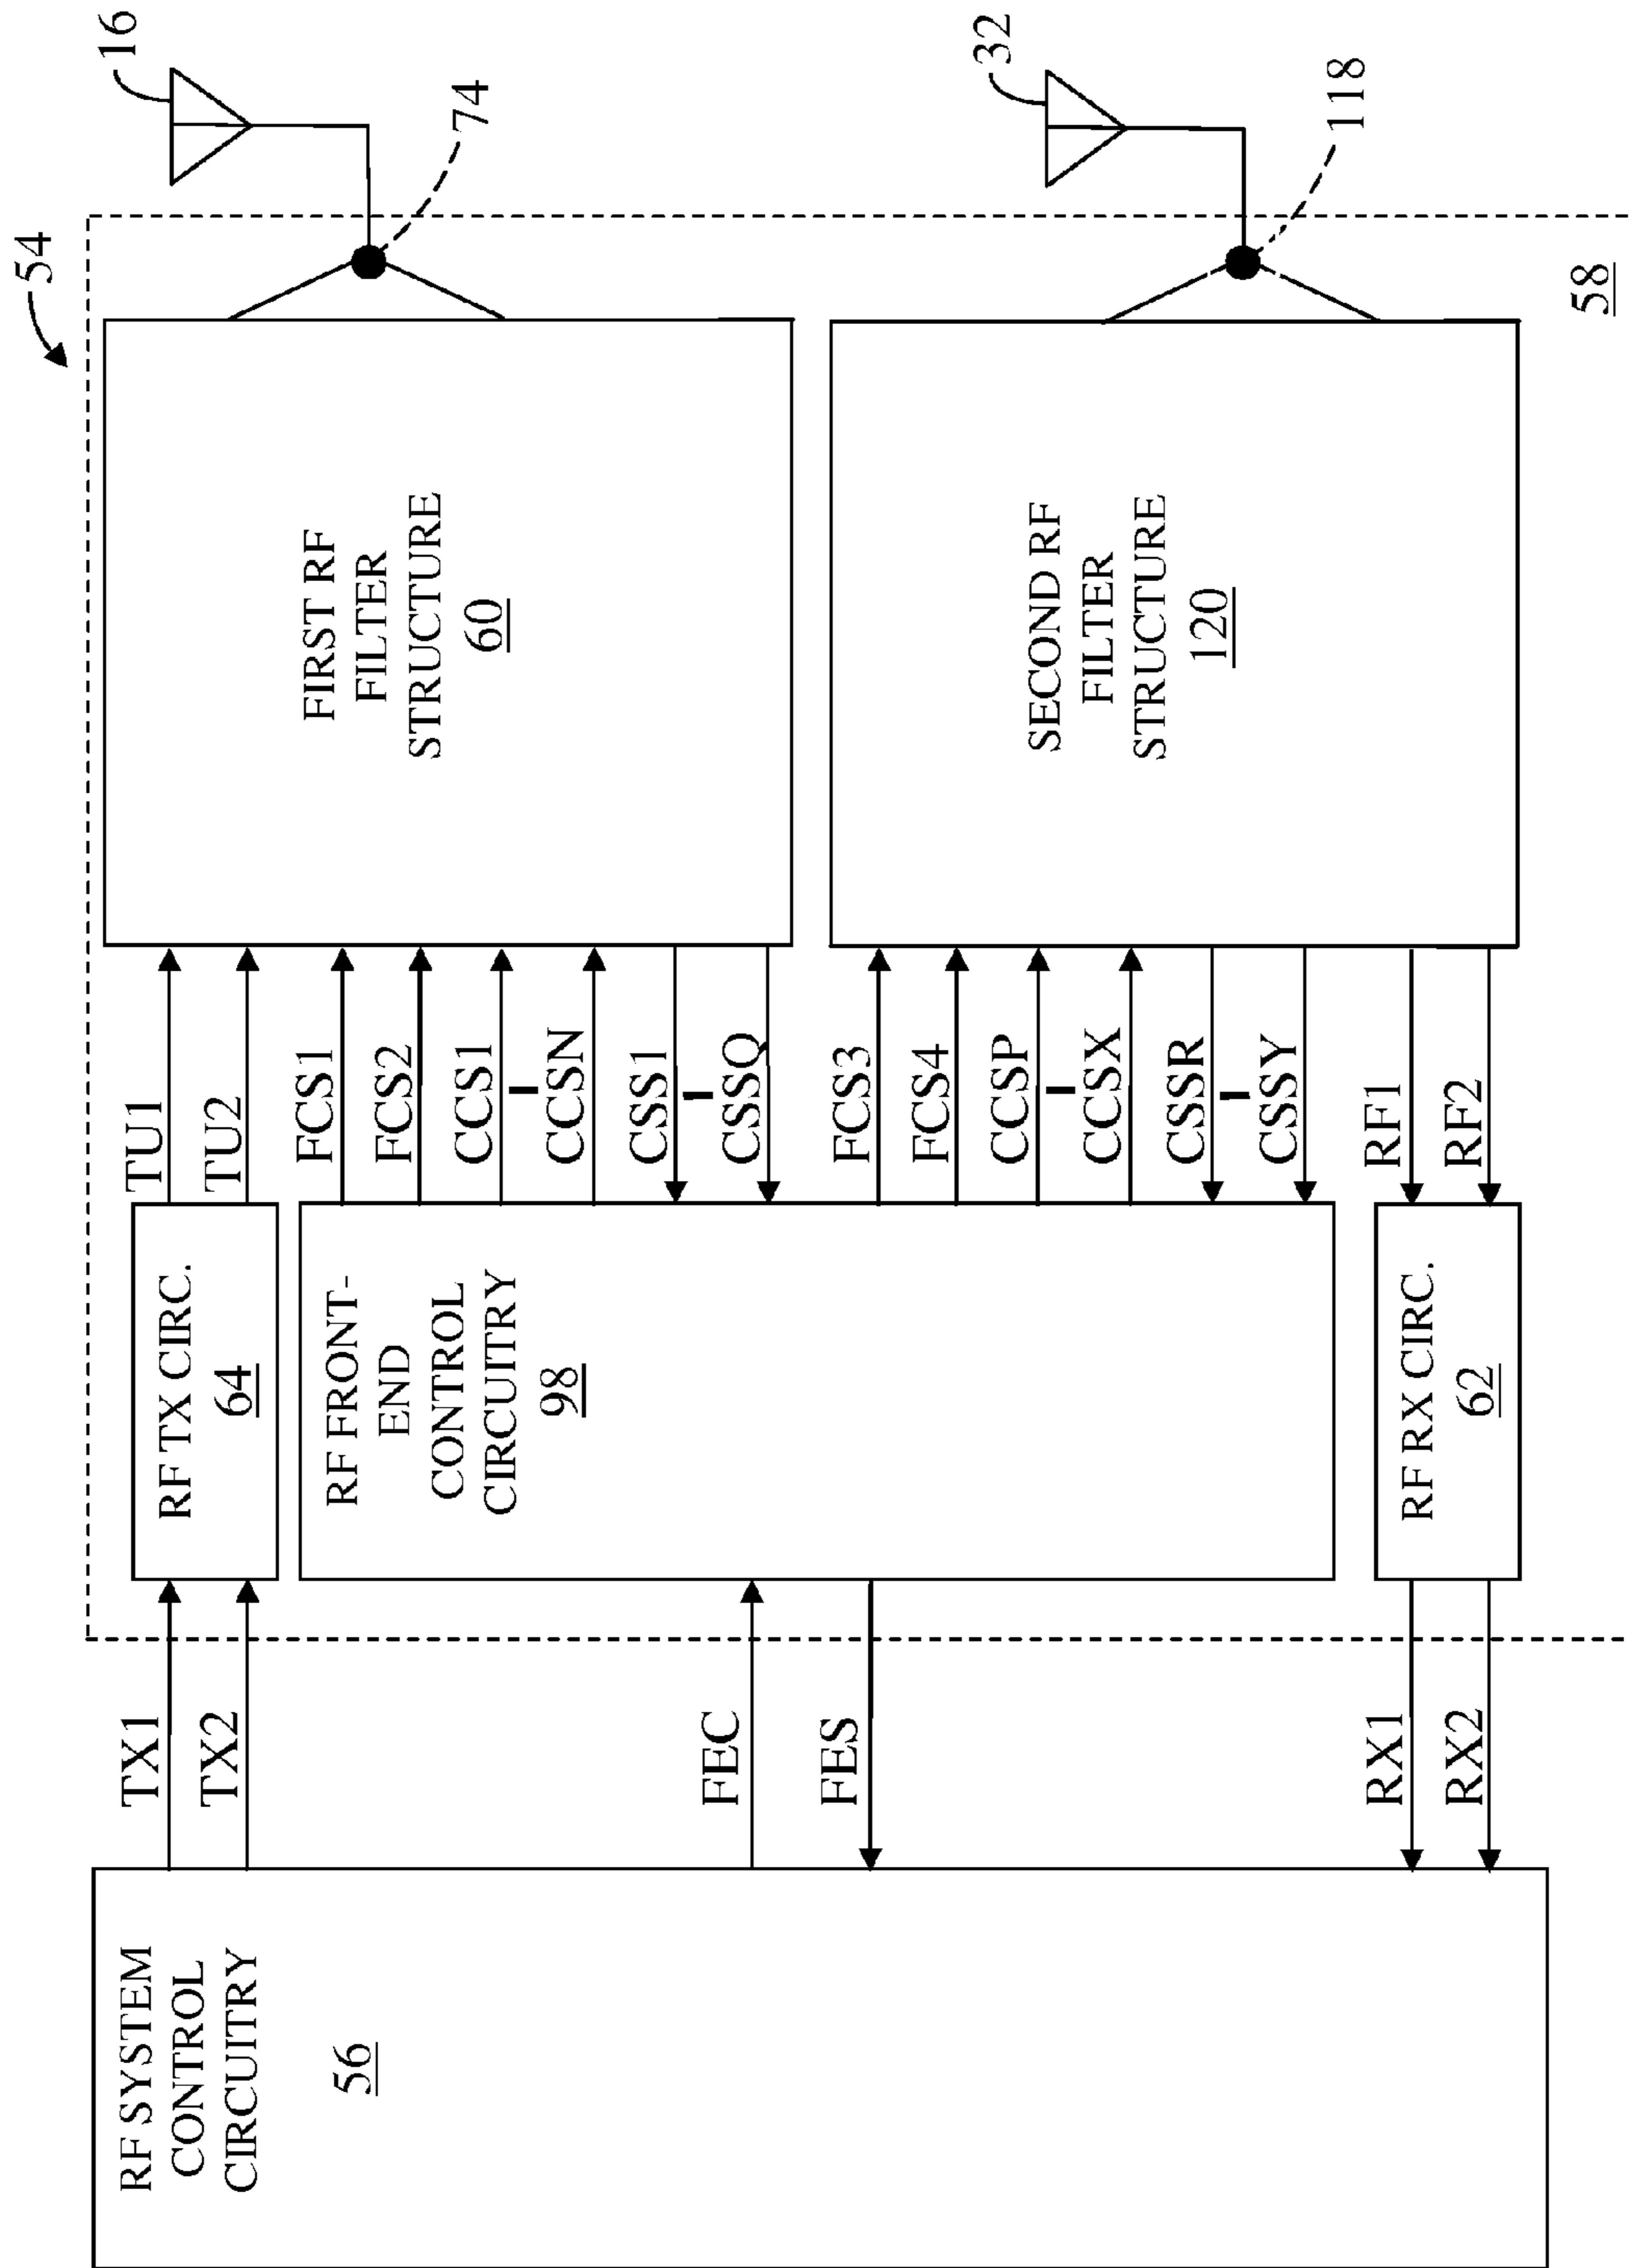 54
RF SYSTEM
CONTROL
CIRCUITRY
56
TX1
TX2
FEC
FES
RX1
RX2
RF TX CIRC.
64
RF FRONT-
END
CONTROL
CIRCUITRY
98
RF RX CIRC.
62
TU1
TU2
FCS1
FCS2
CCS1
CCSN
CSS1
CSSQ
FCS3
FCS4
CCSP
CCSX
CSSR
CSSY
RF1
RF2
FIRST RF
FILTER
STRUCTURE
60
SECOND RF
FILTER
STRUCTURE
120
16
74
32
118
58